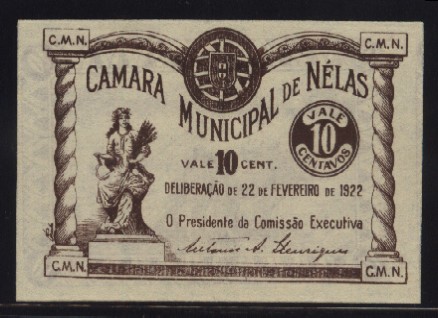 C.M.N.
C.M.N.
CAMARA MUNICIPAL DE NÉLAS
VALE
10
CENTAVOS
VALE 10 CENT.
DELIBERAÇÃO DE 22 DE FEVEREIRO DE 1922
O Presidente da Comissão Executiva
A. Henriques
C.M.N.
C.M.N.